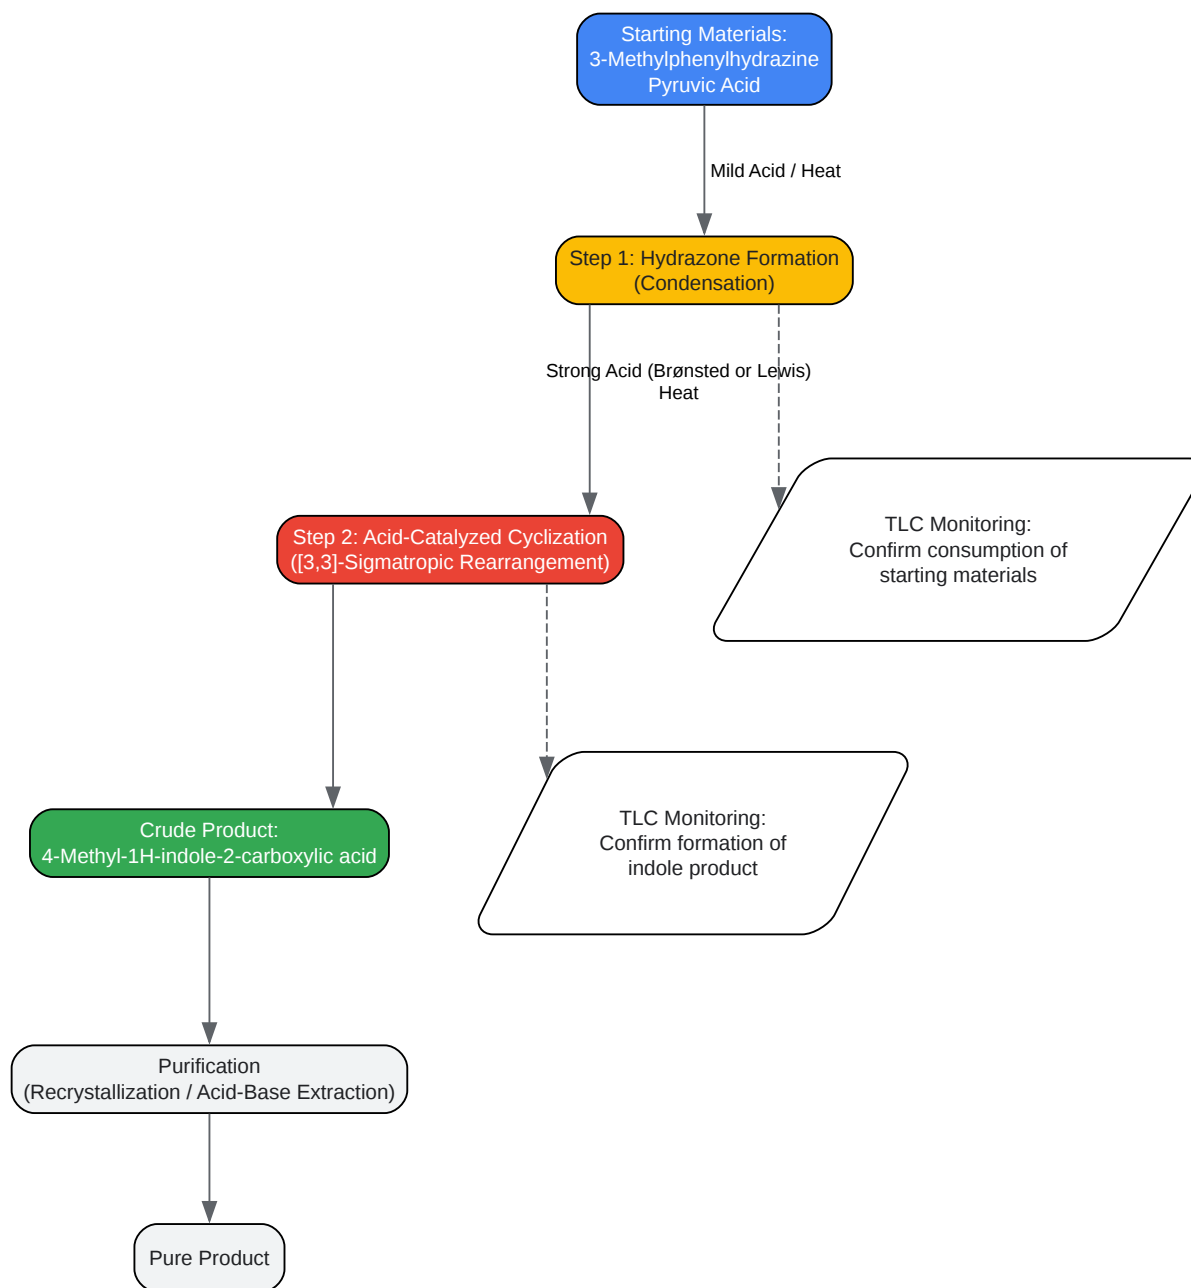 Starting Materials:
3-Methylphenylhydrazine
Pyruvic Acid
Mild Acid / Heat
Step 1: Hydrazone Formation
(Condensation)
Strong Acid (Brønsted or Lewis)
Heat
TLC Monitoring:
Confirm consumption of
starting materials
Step 2: Acid-Catalyzed Cyclization
([3,3]-Sigmatropic Rearrangement)
TLC Monitoring:
Confirm formation of
indole product
Crude Product:
4-Methyl-1H-indole-2-carboxylic acid
Purification
(Recrystallization / Acid-Base Extraction)
Pure Product